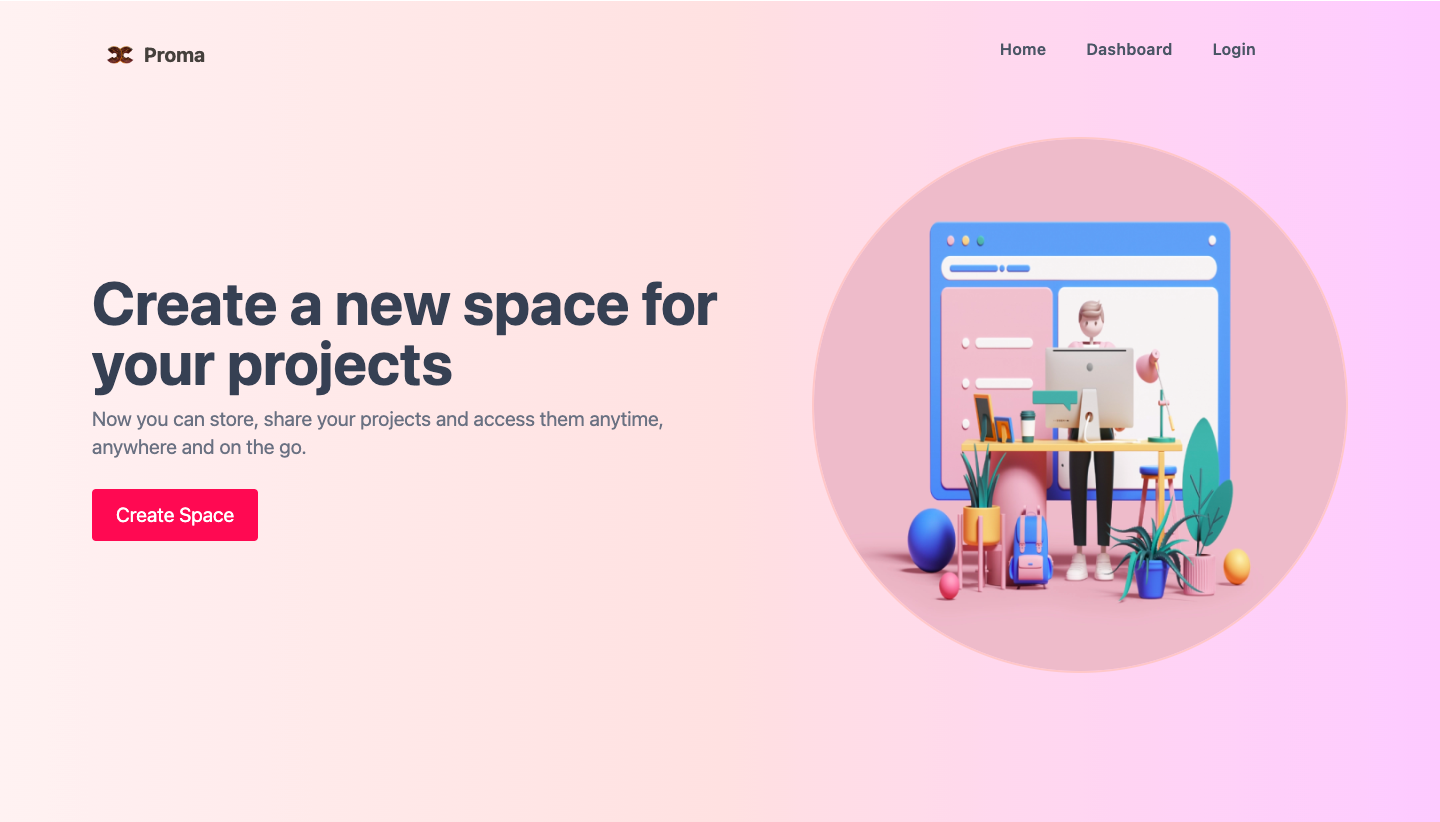 Proma
Home
Dashboard
Login
Create a new space for
your projects
Now you can store, share your projects and access them anytime,
anywhere and on the go.
Create Space